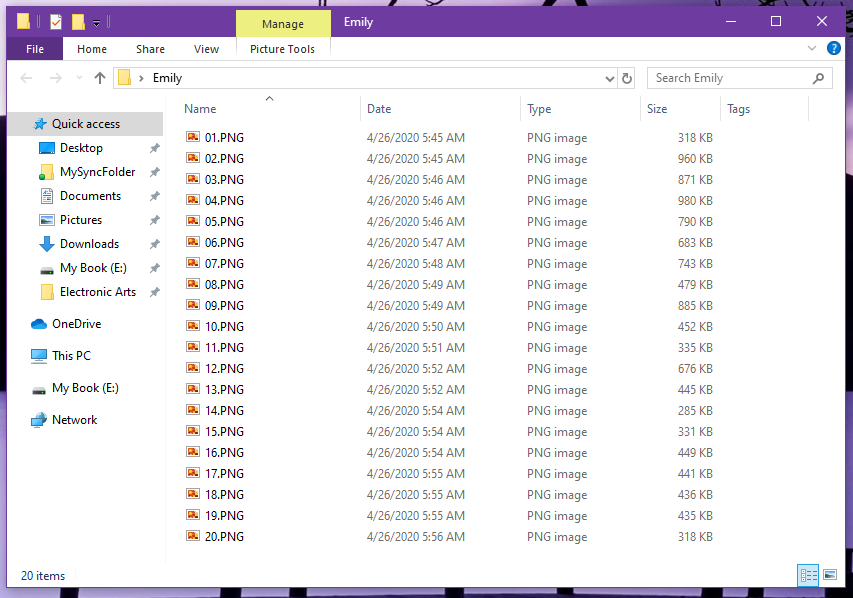 Manage Emily
File Home Share View Picture Tools
Emily Search Emily
Name Date Type Size Tags
Quick access
Desktop
MySyncFolder
Documents
Pictures
Downloads
My Book (E:)
Electronic Arts
OneDrive
This PC
My Book (E:)
Network
01.PNG 4/26/2020 5:45 AM PNG image 318 KB
02.PNG 4/26/2020 5:45 AM PNG image 960 KB
03.PNG 4/26/2020 5:46 AM PNG image 871 KB
04.PNG 4/26/2020 5:46 AM PNG image 980 KB
05.PNG 4/26/2020 5:46 AM PNG image 790 KB
06.PNG 4/26/2020 5:47 AM PNG image 683 KB
07.PNG 4/26/2020 5:48 AM PNG image 743 KB
08.PNG 4/26/2020 5:49 AM PNG image 479 KB
09.PNG 4/26/2020 5:49 AM PNG image 885 KB
10.PNG 4/26/2020 5:50 AM PNG image 452 KB
11.PNG 4/26/2020 5:51 AM PNG image 335 KB
12.PNG 4/26/2020 5:52 AM PNG image 676 KB
13.PNG 4/26/2020 5:52 AM PNG image 445 KB
14.PNG 4/26/2020 5:54 AM PNG image 285 KB
15.PNG 4/26/2020 5:54 AM PNG image 331 KB
16.PNG 4/26/2020 5:54 AM PNG image 449 KB
17.PNG 4/26/2020 5:55 AM PNG image 441 KB
18.PNG 4/26/2020 5:55 AM PNG image 436 KB
19.PNG 4/26/2020 5:55 AM PNG image 435 KB
20.PNG 4/26/2020 5:56 AM PNG image 318 KB
20 items